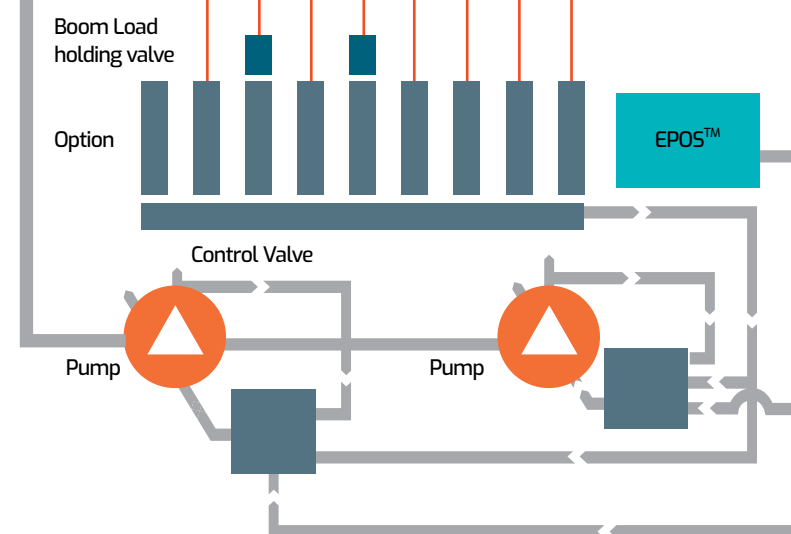 Boom Load
holding valve
Option
EPOS™
Control Valve
Pump
Pump